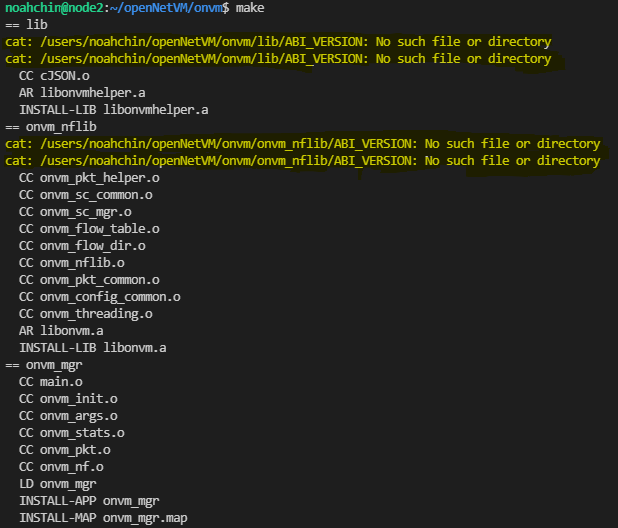 noahchin@node2:~/openNetVM/onvm$ make
== lib
cat: /users/noahchin/openNetVM/onvm/lib/ABI_VERSION: No such file or directory
cat: /users/noahchin/openNetVM/onvm/lib/ABI_VERSION: No such file or directory
  CC cJSON.o
  AR libonvmhelper.a
  INSTALL-LIB libonvmhelper.a
== onvm_nflib
cat: /users/noahchin/openNetVM/onvm/onvm_nflib/ABI_VERSION: No such file or directory
cat: /users/noahchin/openNetVM/onvm/onvm_nflib/ABI_VERSION: No such file or directory
  CC onvm_pkt_helper.o
  CC onvm_sc_common.o
  CC onvm_sc_mgr.o
  CC onvm_flow_table.o
  CC onvm_flow_dir.o
  CC onvm_nflib.o
  CC onvm_pkt_common.o
  CC onvm_config_common.o
  CC onvm_threading.o
  AR libonvm.a
  INSTALL-LIB libonvm.a
== onvm_mgr
  CC main.o
  CC onvm_init.o
  CC onvm_args.o
  CC onvm_stats.o
  CC onvm_pkt.o
  CC onvm_nf.o
  LD onvm_mgr
  INSTALL-APP onvm_mgr
  INSTALL-MAP onvm_mgr.map